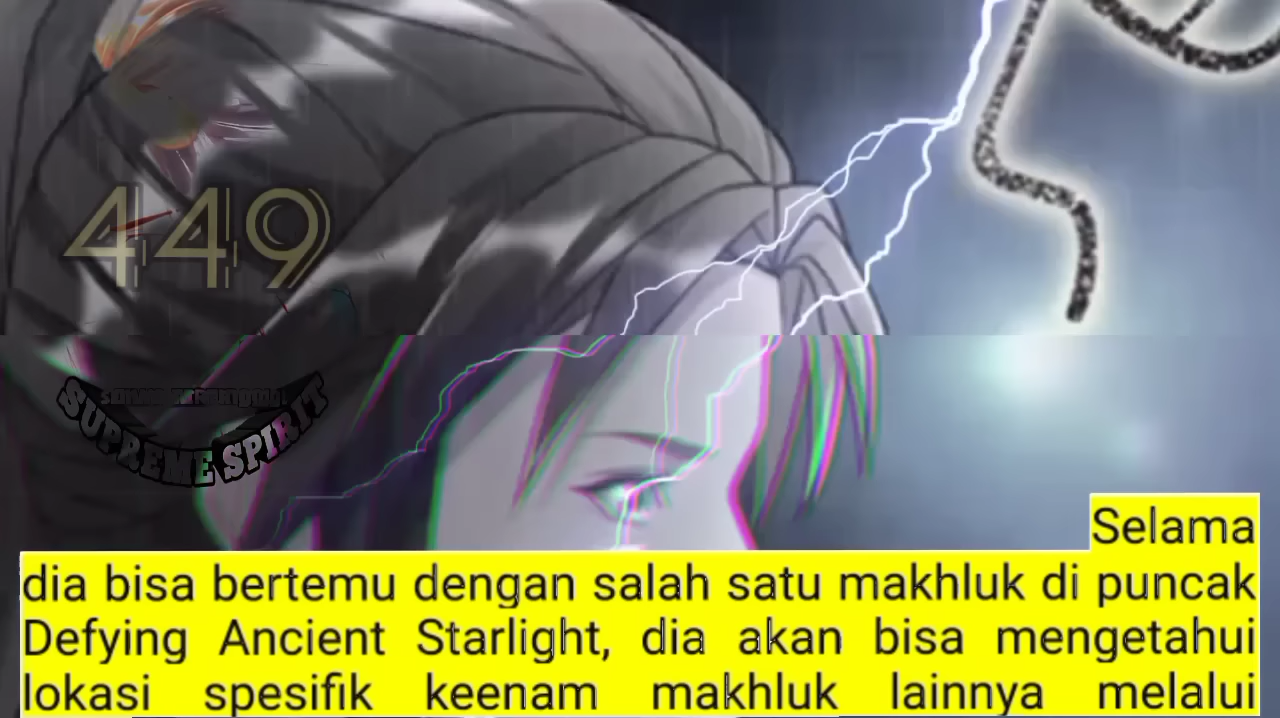 449
SUPREME SPIRIT
Selama
dia bisa bertemu dengan salah satu makhluk di puncak
Defying Ancient Starlight, dia akan bisa mengetahui
lokasi spesifik keenam makhluk lainnya melalui